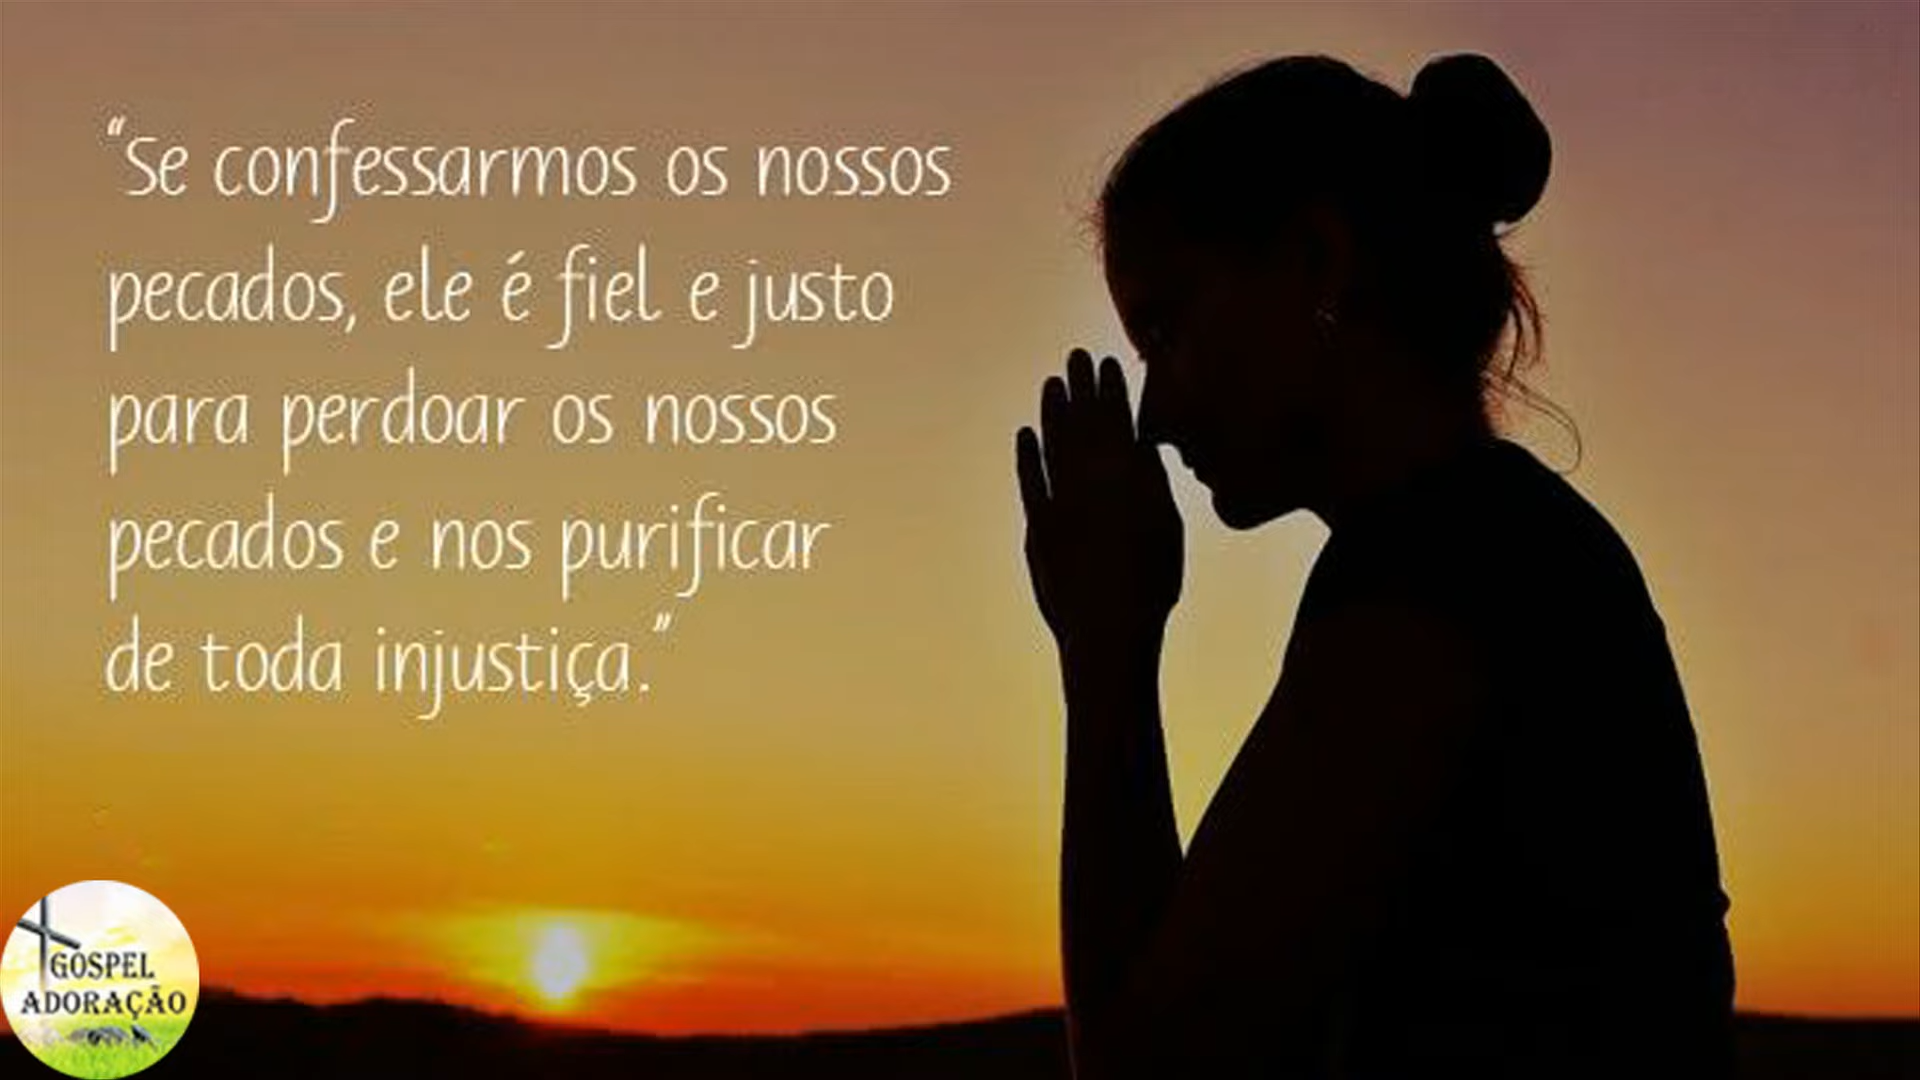 “Se confessarmos os nossos
pecados, ele é fiel e justo
para perdoar os nossos
pecados e nos purificar
de toda injustiça.”
GOSPEL
ADORAÇÃO